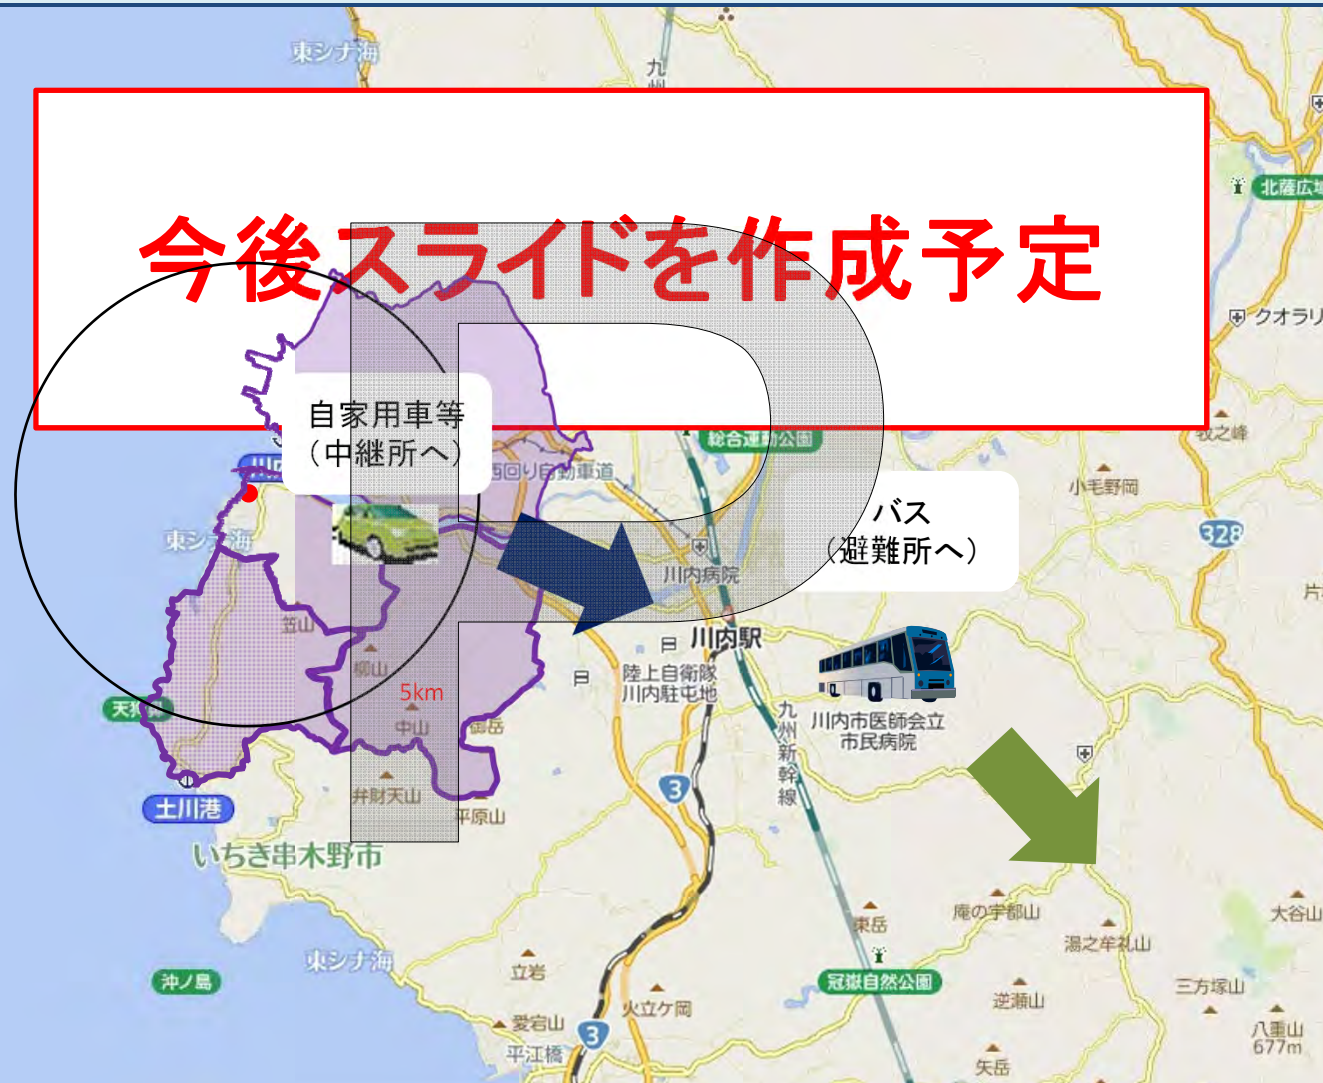 東シナ海
九州
今後スライドを作成予定
北薩広
クオラリ
自家用車等
(中継所へ)
総合運動公園
牧之峰
川内
西回り自動車道
小毛野岡
バス
(避難所へ)
328
東シナ海
川内病院
片
笠山
川内駅
柳山
陸上自衛隊
川内駐屯地
5km
天狗鼻
中山
御岳
九州新幹線
川内市医師会立
市民病院
3
弁財天山
平原山
土川港
いちき串木野市
東岳
庵の宇都山
大谷山
湯之牟礼山
東シナ海
立岩
沖ノ島
冠嶽自然公園
逆瀬山
三方塚山
火立ケ岡
愛宕山
3
八重山
677m
平江橋
矢岳